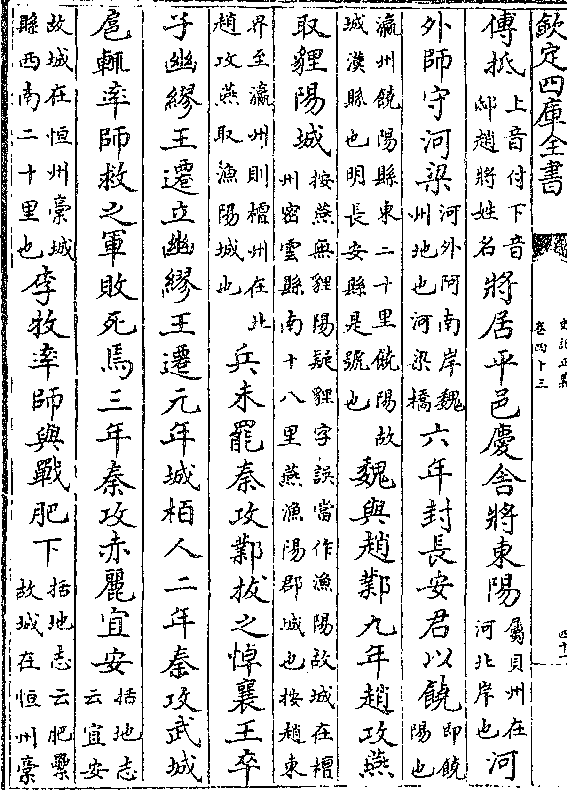 欽定四庫全書
史記正義
卷四十三
傅抵上音付下音邸趙將姓名將居平邑慶舍將東陽屬貝州在河北岸也河
外師守河梁河外河南岸魏州地也河梁橋六年封長安君以饒即饒陽也
瀛州饒陽縣東二十里饒陽故城漢縣也明長安縣是號也魏與趙鄴九年趙攻燕
取貍陽城按燕無貍陽疑貍字誤當作漁陽故城在檀州密雲縣南十八里燕漁陽郡城也按趙東
界至瀛州則檀州在北趙攻燕取漁陽城也兵未罷秦攻鄴拔之悼襄王卒
子幽繆王遷立幽繆王遷元年城栢人二年秦攻武城
扈輒率師救之軍敗死焉三年秦攻赤麗宜安括地志云宜安
故城在恒州稾城縣西南二十里也李牧率師與戰肥下括地志云肥纍故城在恒州稾